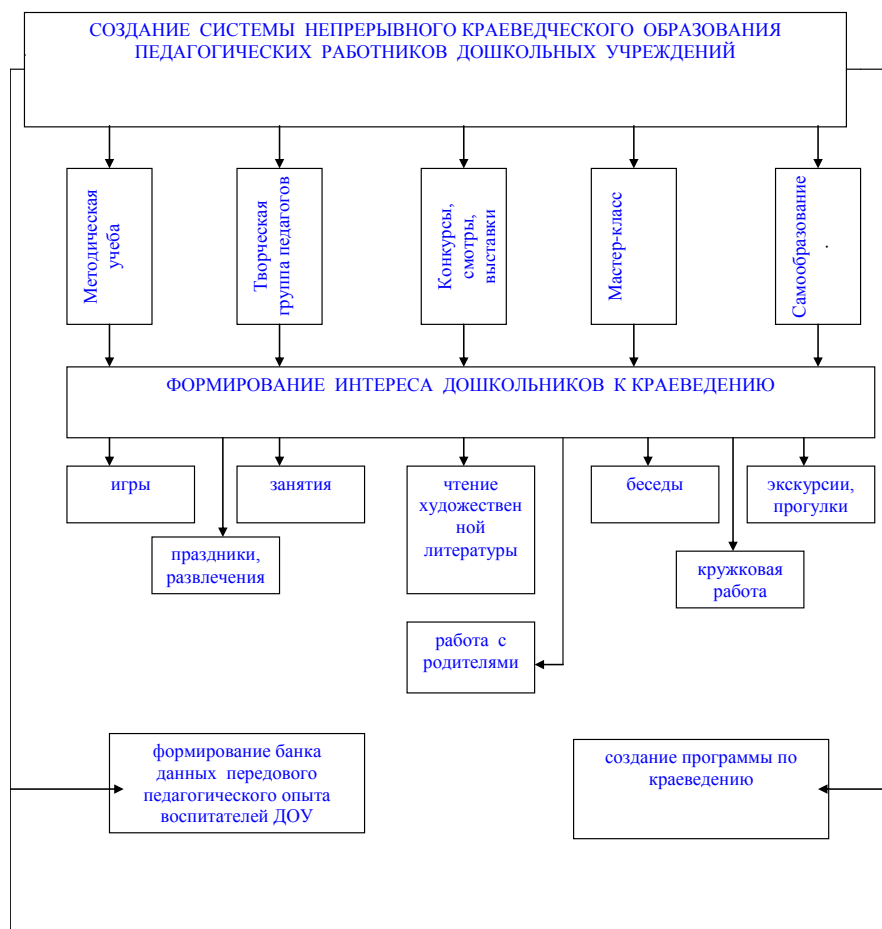 СОЗДАНИЕ СИСТЕМЫ НЕПРЕРЫВНОГО КРАЕВЕДЧЕСКОГО ОБРАЗОВАНИЯ
ПЕДАГОГИЧЕСКИХ РАБОТНИКОВ ДОШКОЛЬНЫХ УЧРЕЖДЕНИЙ
Методическая
учеба
Творческая
группа педагогов
Конкурсы,
смотры,
выставки
Мастер-класс
Самообразование
.
ФОРМИРОВАНИЕ ИНТЕРЕСА ДОШКОЛЬНИКОВ К КРАЕВЕДЕНИЮ
игры
занятия
чтение
художествен
ной
литературы
беседы
экскурсии,
прогулки
праздники,
развлечения
кружковая
работа
работа с
родителями
формирование банка
данных передового
педагогического опыта
воспитателей ДОУ
создание программы по
краеведению